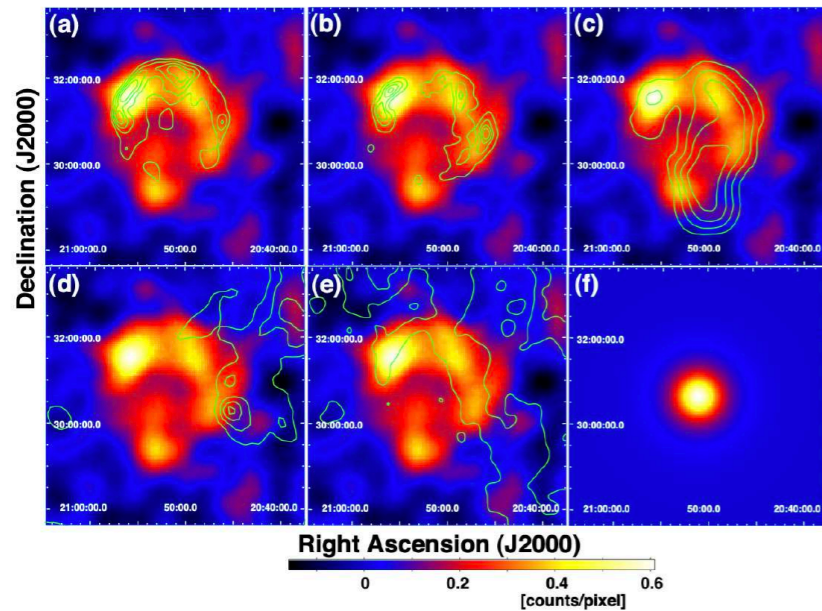 (a) (b) (c)
32:00:00.0 32:00:00.0 32:00:00.0
30:00:00.0 30:00:00.0 30:00:00.0
21:00:00.0 50:00.0 20:40:00.0 21:00:00.0 50:00.0 20:40:00.0 21:00:00.0 50:00.0 20:40:00.0
Declination (J2000)
(d) (e) (f)
32:00:00.0 32:00:00.0 32:00:00.0
30:00:00.0 30:00:00.0 30:00:00.0
21:00:00.0 50:00.0 20:40:00.0 21:00:00.0 50:00.0 20:40:00.0 21:00:00.0 50:00.0 20:40:00.0
Right Ascension (J2000)
0 0.2 0.4 0.6
[counts/pixel]